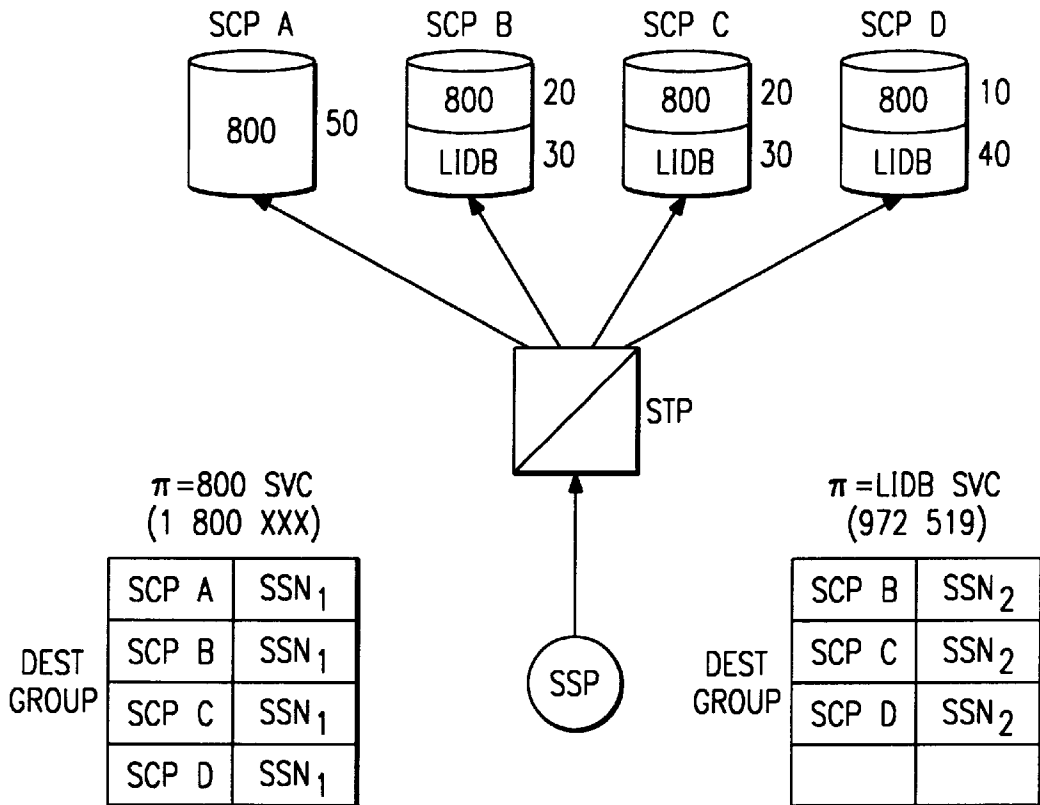 SCP A SCP B SCP C SCP D
800 50
800 20
LIDB 30
800 20
LIDB 30
800 10
LIDB 40
STP
SSP
π=800 SVC
(1 800 XXX)
DEST
GROUP
SCP A SSN1
SCP B SSN1
SCP C SSN1
SCP D SSN1
π=LIDB SVC
(972 519)
DEST
GROUP
SCP B SSN2
SCP C SSN2
SCP D SSN2